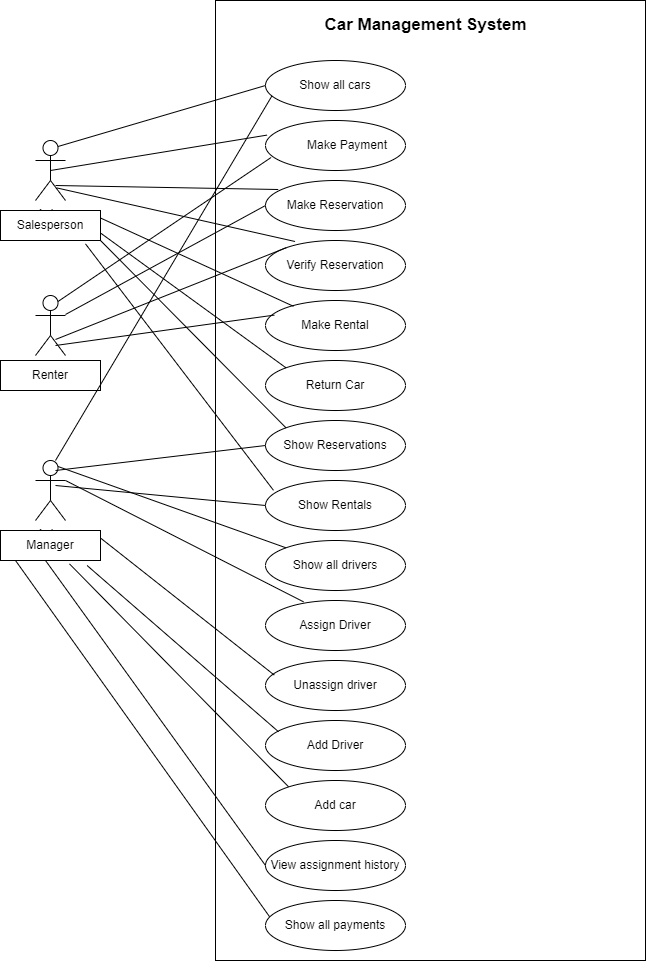 Car Management System
Show all cars
Make Payment
Make Reservation
Salesperson
Verify Reservation
Make Rental
Renter
Return Car
Show Reservations
Show Rentals
Manager
Show all drivers
Assign Driver
Unassign driver
Add Driver
Add car
View assignment history
Show all payments